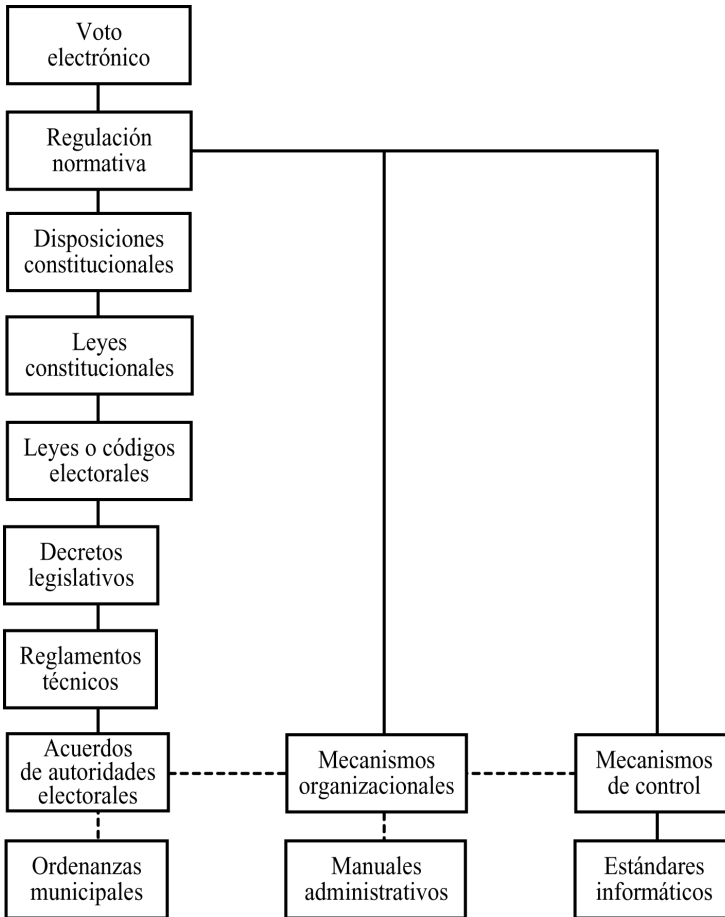 Voto
electrónico
Regulación
normativa
Disposiciones
constitucionales
Leyes
constitucionales
Leyes o códigos
electorales
Decretos
legislativos
Reglamentos
técnicos
Acuerdos
de autoridades
electorales
Mecanismos
organizacionales
Mecanismos
de control
Ordenanzas
municipales
Manuales
administrativos
Estándares
informáticos